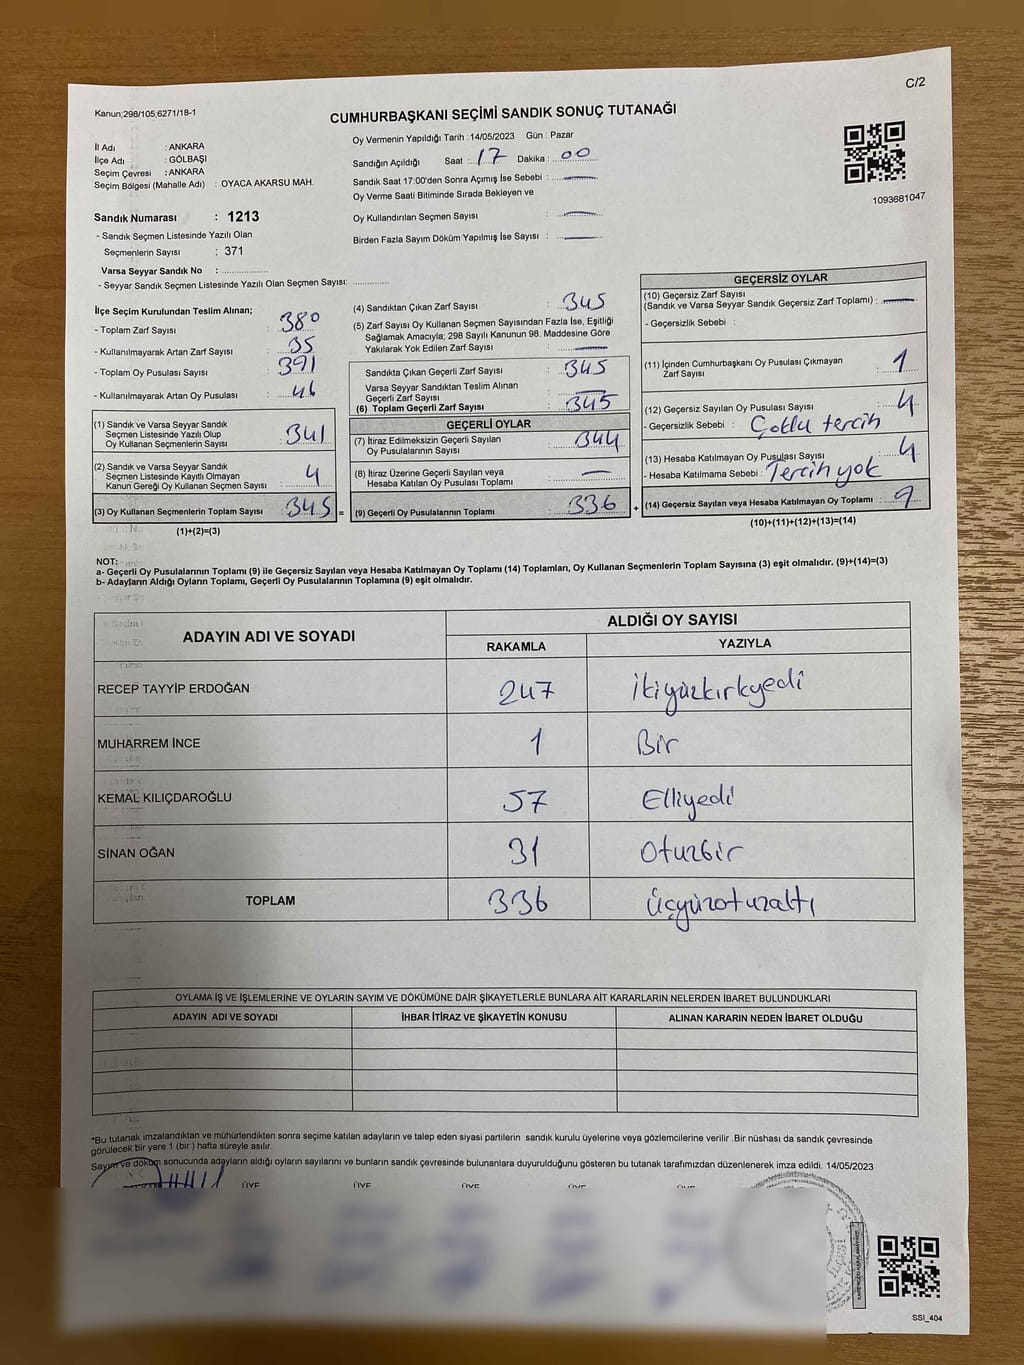 C/2
Kanun;298/105;6271/18-1
CUMHURBAŞKANI SEÇİMİ SANDIK SONUÇ TUTANAĞI
İl Adı : ANKARA
İlçe Adı : GÖLBAŞI
Seçim Çevresi : ANKARA
Seçim Bölgesi (Mahalle Adı) : OYACA AKARSU MAH.
Oy Vermenin Yapıldığı Tarih :14/05/2023 Gün : Pazar
Sandığın Açıldığı Saat :.17 Dakika :..00
Sandık Saat 17:00'den Sonra Açımış İse Sebebi :
Oy Verme Saati Bitiminde Sırada Bekleyen ve
Oy Kullandırılan Seçmen Sayısı :
Birden Fazla Sayım Döküm Yapılmış İse Sayısı :
1093681047
Sandık Numarası : 1213
- Sandık Seçmen Listesinde Yazılı Olan
Seçmenlerin Sayısı : 371
Varsa Seyyar Sandık No :
- Seyyar Sandık Seçmen Listesinde Yazılı Olan Seçmen Sayısı:
İlçe Seçim Kurulundan Teslim Alınan;
- Toplam Zarf Sayısı : 380
- Kullanılmayarak Artan Zarf Sayısı : 35
- Toplam Oy Pusulası Sayısı : 391
- Kullanılmayarak Artan Oy Pusulası : 46
(1) Sandık ve Varsa Seyyar Sandık
Seçmen Listesinde Yazılı Olup
Oy Kullanan Seçmenlerin Sayısı : 341
(2) Sandık ve Varsa Seyyar Sandık
Seçmen Listesinde Kayıtlı Olmayan
Kanun Gereği Oy Kullanan Seçmen Sayısı : 4
(3) Oy Kullanan Seçmenlerin Toplam Sayısı : 345 =
(1)+(2)=(3)
(4) Sandıktan Çıkan Zarf Sayısı : 345
(5) Zarf Sayısı Oy Kullanan Seçmen Sayısından Fazla İse, Eşitliği
Sağlamak Amacıyla; 298 Sayılı Kanunun 98. Maddesine Göre
Yakılarak Yok Edilen Zarf Sayısı :
Sandıkta Çıkan Geçerli Zarf Sayısı : 345
Varsa Seyyar Sandıktan Teslim Alınan
Geçerli Zarf Sayısı :
(6) Toplam Geçerli Zarf Sayısı : 345
GEÇERLİ OYLAR
(7) İtiraz Edilmeksizin Geçerli Sayılan
Oy Pusulalarının Sayısı : 344
(8) İtiraz Üzerine Geçerli Sayılan veya
Hesaba Katılan Oy Pusulası Toplamı :
(9) Geçerli Oy Pusulalarının Toplamı : 336 +
GEÇERSİZ OYLAR
(10) Geçersiz Zarf Sayısı
(Sandık ve Varsa Seyyar Sandık Geçersiz Zarf Toplamı) :
- Geçersizlik Sebebi :
(11) İçinden Cumhurbaşkanı Oy Pusulası Çıkmayan
Zarf Sayısı : 1
(12) Geçersiz Sayılan Oy Pusulası Sayısı : 4
- Geçersizlik Sebebi : Çoklu tercih
(13) Hesaba Katılmayan Oy Pusulası Sayısı : 4
- Hesaba Katılmama Sebebi : Tercih yok
(14) Geçersiz Sayılan veya Hesaba Katılmayan Oy Toplamı : 9
(10)+(11)+(12)+(13)=(14)
NOT:
a- Geçerli Oy Pusulalarının Toplamı (9) ile Geçersiz Sayılan veya Hesaba Katılmayan Oy Toplamı (14) Toplamları, Oy Kullanan Seçmenlerin Toplam Sayısına (3) eşit olmalıdır. (9)+(14)=(3)
b- Adayların Aldığı Oyların Toplamı, Geçerli Oy Pusulalarının Toplamına (9) eşit olmalıdır.
ADAYIN ADI VE SOYADI
ALDIĞI OY SAYISI
RAKAMLA YAZIYLA
RECEP TAYYİP ERDOĞAN 247 ikiyüzkırkyedi
MUHARREM İNCE 1 Bir
KEMAL KILIÇDAROĞLU 57 Elliyedi
SİNAN OĞAN 31 Otuzbir
TOPLAM 336 üçyüzotuzaltı
OYLAMA İŞ VE İŞLEMLERİNE VE OYLARIN SAYIM VE DÖKÜMÜNE DAİR ŞİKAYETLERLE BUNLARA AİT KARARLARIN NELERDEN İBARET BULUNDUKLARI
ADAYIN ADI VE SOYADI İHBAR İTİRAZ VE ŞİKAYETİN KONUSU ALINAN KARARIN NEDEN İBARET OLDUĞU
*Bu tutanak imzalandıktan ve mühürlendikten sonra seçime katılan adayların ve talep eden siyasi partilerin sandık kurulu üyelerine veya gözlemcilerine verilir .Bir nüshası da sandık çevresinde
görülecek bir yere 1 (bir ) hafta süreyle asılır.
Sayım ve döküm sonucunda adayların aldığı oyların sayılarını ve bunların sandık çevresinde bulunanlara duyurulduğunu gösteren bu tutanak tarafımızdan düzenlenerek imza edildi. 14/05/2023
ÜYE ÜYE ÜYE ÜYE ÜYE
SSI_404